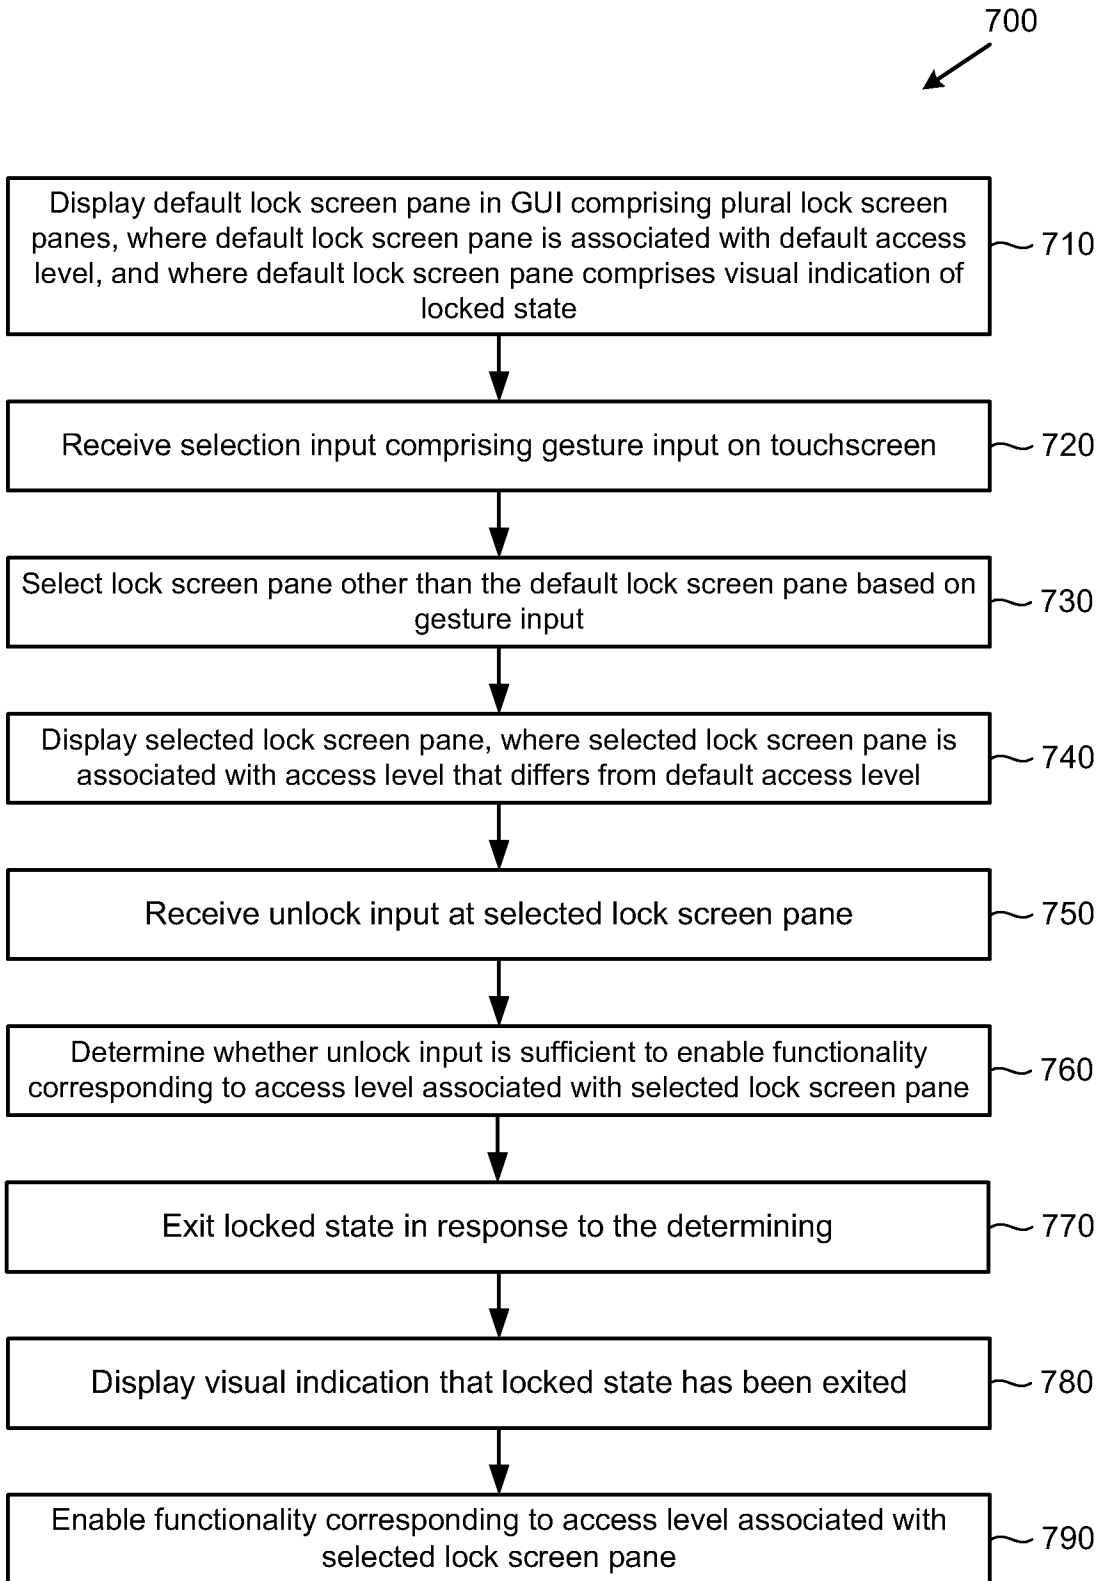 700
Display default lock screen pane in GUI comprising plural lock screen
panes, where default lock screen pane is associated with default access
level, and where default lock screen pane comprises visual indication of
locked state
710
Receive selection input comprising gesture input on touchscreen
720
Select lock screen pane other than the default lock screen pane based on
gesture input
730
Display selected lock screen pane, where selected lock screen pane is
associated with access level that differs from default access level
740
Receive unlock input at selected lock screen pane
750
Determine whether unlock input is sufficient to enable functionality
corresponding to access level associated with selected lock screen pane
760
Exit locked state in response to the determining
770
Display visual indication that locked state has been exited
780
Enable functionality corresponding to access level associated with
selected lock screen pane
790